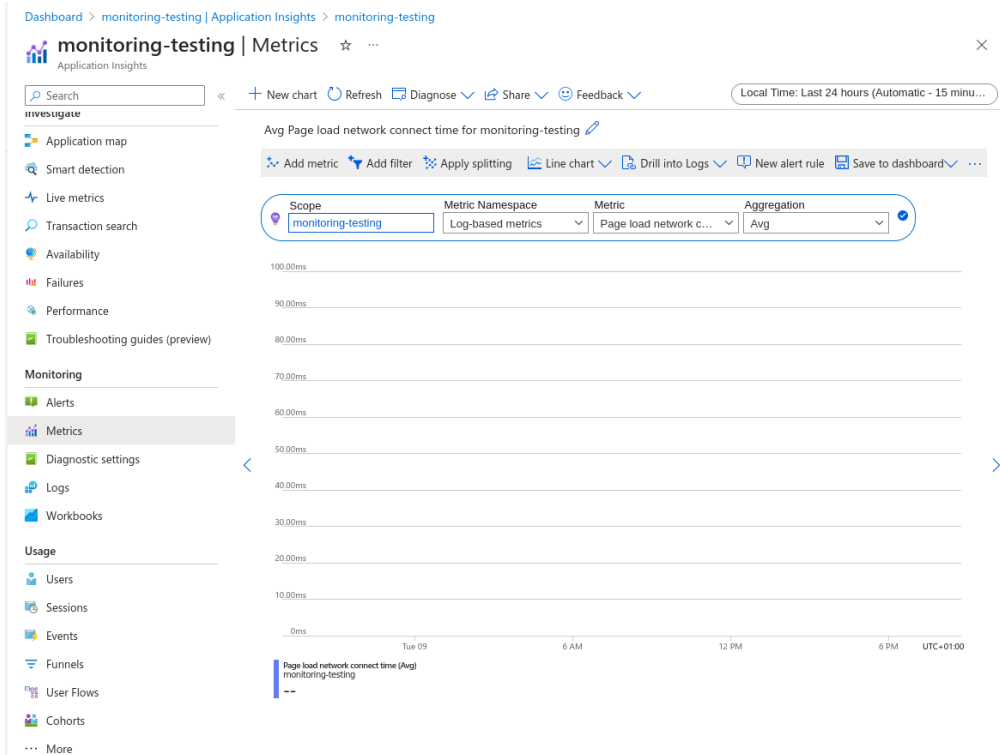 Dashboard > monitoring-testing | Application Insights > monitoring-testing
monitoring-testing | Metrics
Application Insights
Search
New chart Refresh Diagnose Share Feedback
Local Time: Last 24 hours (Automatic - 15 minu...
Investigate
Application map
Smart detection
Live metrics
Transaction search
Availability
Failures
Performance
Troubleshooting guides (preview)
Monitoring
Alerts
Metrics
Diagnostic settings
Logs
Workbooks
Usage
Users
Sessions
Events
Funnels
User Flows
Cohorts
More
Avg Page load network connect time for monitoring-testing
Add metric Add filter Apply splitting Line chart Drill into Logs New alert rule Save to dashboard
Scope Metric Namespace Metric Aggregation
monitoring-testing Log-based metrics Page load network c... Avg
100.00ms
90.00ms
80.00ms
70.00ms
60.00ms
50.00ms
40.00ms
30.00ms
20.00ms
10.00ms
0ms
Tue 09 6 AM 12 PM 6 PM UTC+01:00
Page load network connect time (Avg)
monitoring-testing
--